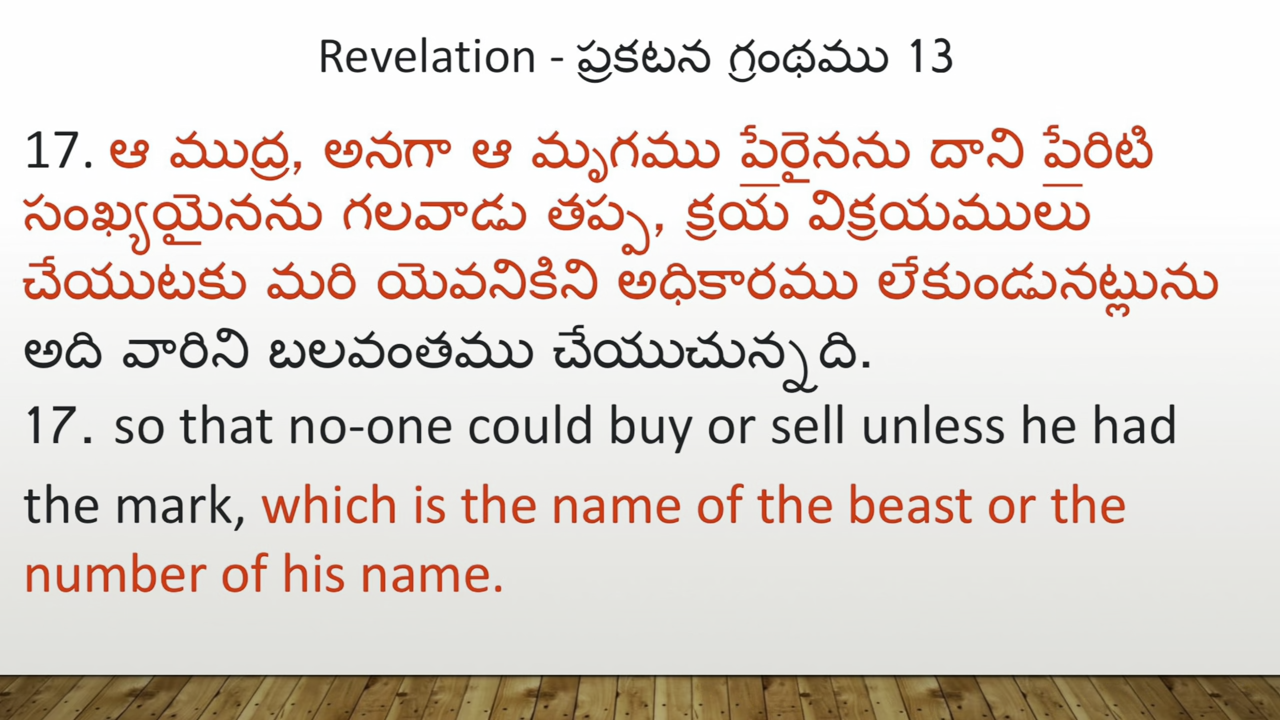 Revelation - ప్రకటన గ్రంథము 13
17. ఆ ముద్ర, అనగా ఆ మృగము పేరైనను దాని పేరిటి
సంఖ్యయైనను గలవాడు తప్ప, క్రయ విక్రయములు
చేయుటకు మరి యెవనికిని అధికారము లేకుండునట్లును
అది వారిని బలవంతము చేయుచున్నది.
17. so that no-one could buy or sell unless he had
the mark, which is the name of the beast or the
number of his name.